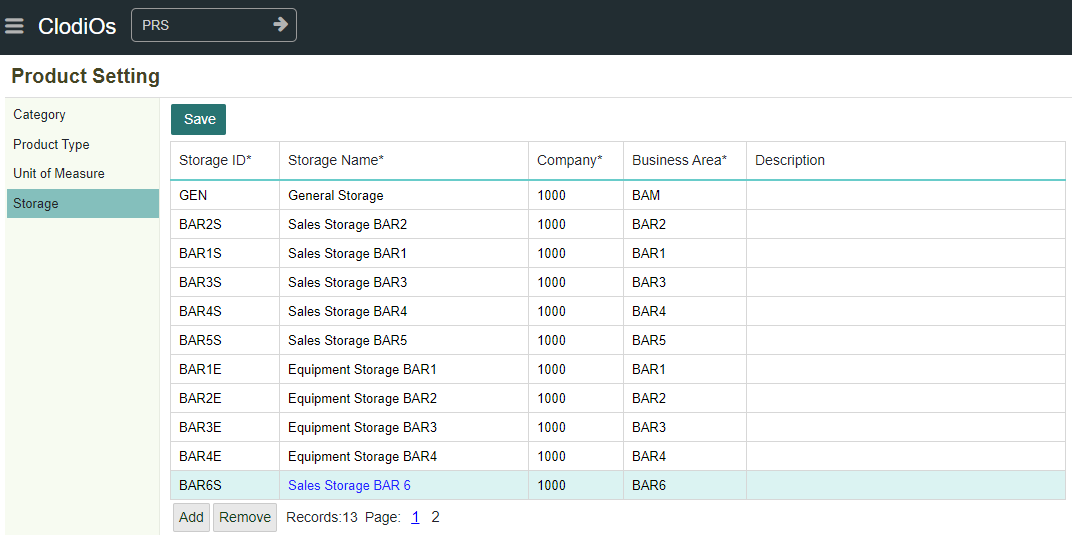 ClodiOs PRS
Product Setting
Category
Product Type
Unit of Measure
Storage
Save
Storage ID* Storage Name* Company* Business Area* Description
GEN General Storage 1000 BAM
BAR2S Sales Storage BAR2 1000 BAR2
BAR1S Sales Storage BAR1 1000 BAR1
BAR3S Sales Storage BAR3 1000 BAR3
BAR4S Sales Storage BAR4 1000 BAR4
BAR5S Sales Storage BAR5 1000 BAR5
BAR1E Equipment Storage BAR1 1000 BAR1
BAR2E Equipment Storage BAR2 1000 BAR2
BAR3E Equipment Storage BAR3 1000 BAR3
BAR4E Equipment Storage BAR4 1000 BAR4
BAR6S Sales Storage BAR 6 1000 BAR6
Add Remove Records:13 Page: 1 2